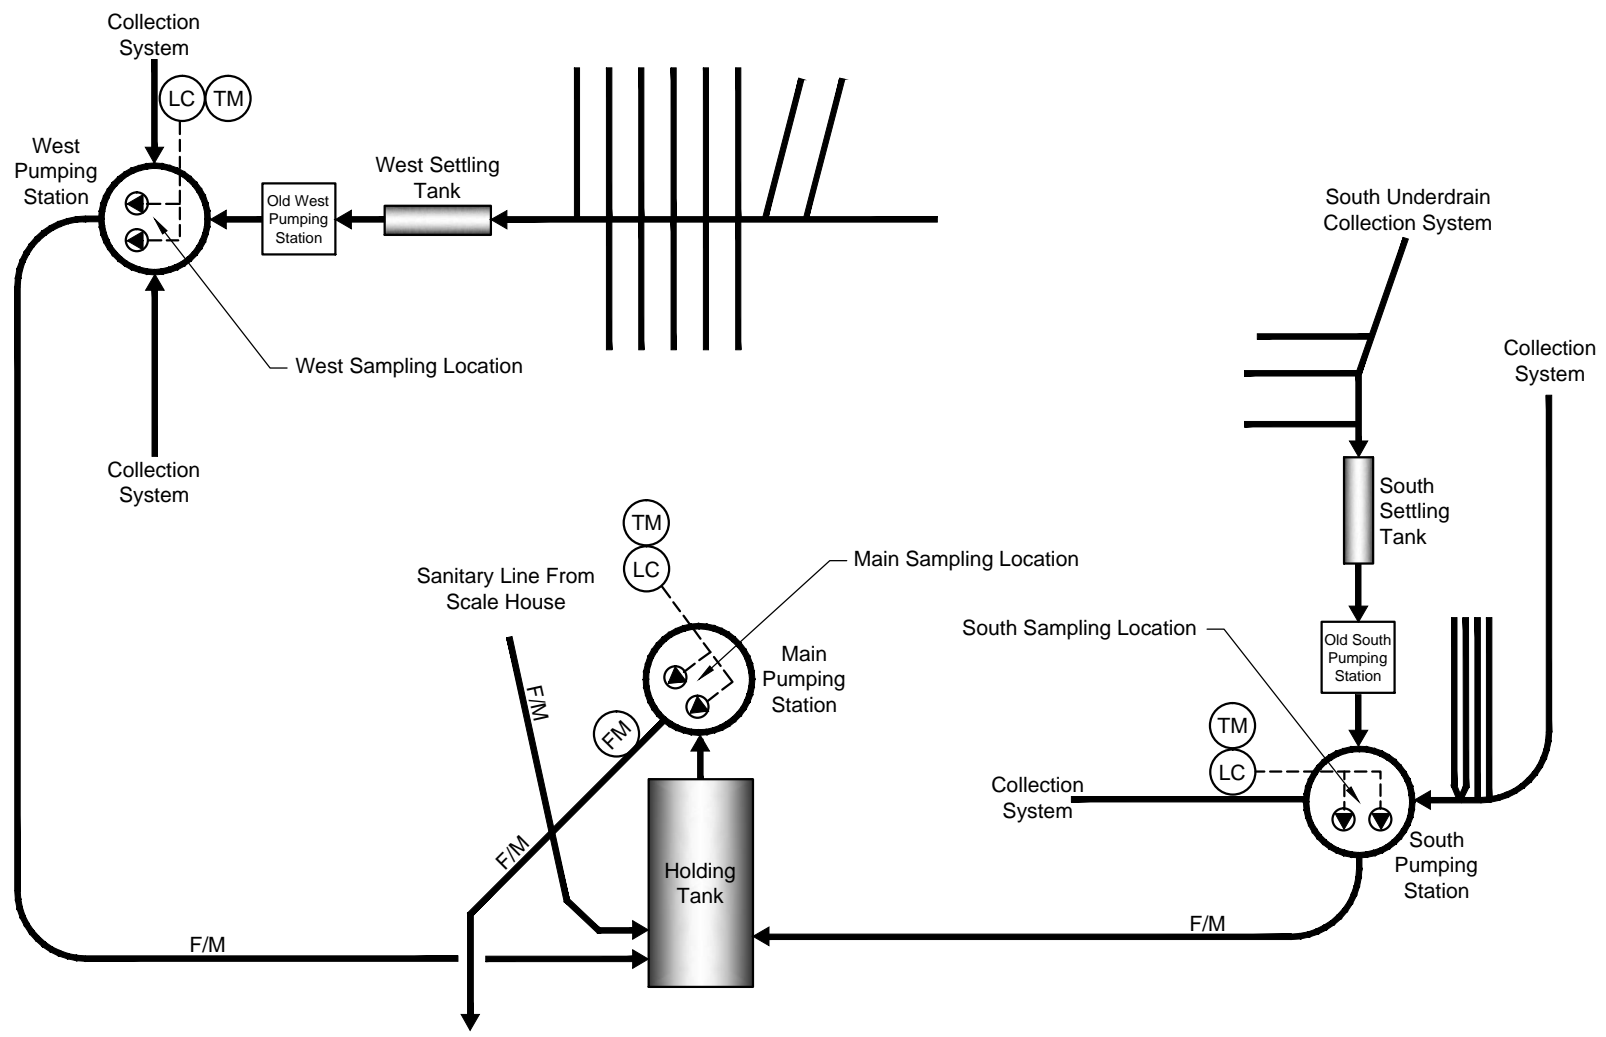 Collection
System
LC
TM
West
Pumping
Station
Old West
Pumping
Station
West Settling
Tank
West Sampling Location
Collection
System
South Underdrain
Collection System
Collection
System
South
Settling
Tank
Old South
Pumping
Station
South Sampling Location
TM
LC
Collection
System
South
Pumping
Station
F/M
TM
LC
Main Sampling Location
Sanitary Line From
Scale House
Main
Pumping
Station
F/M
FM
F/M
Holding
Tank
F/M